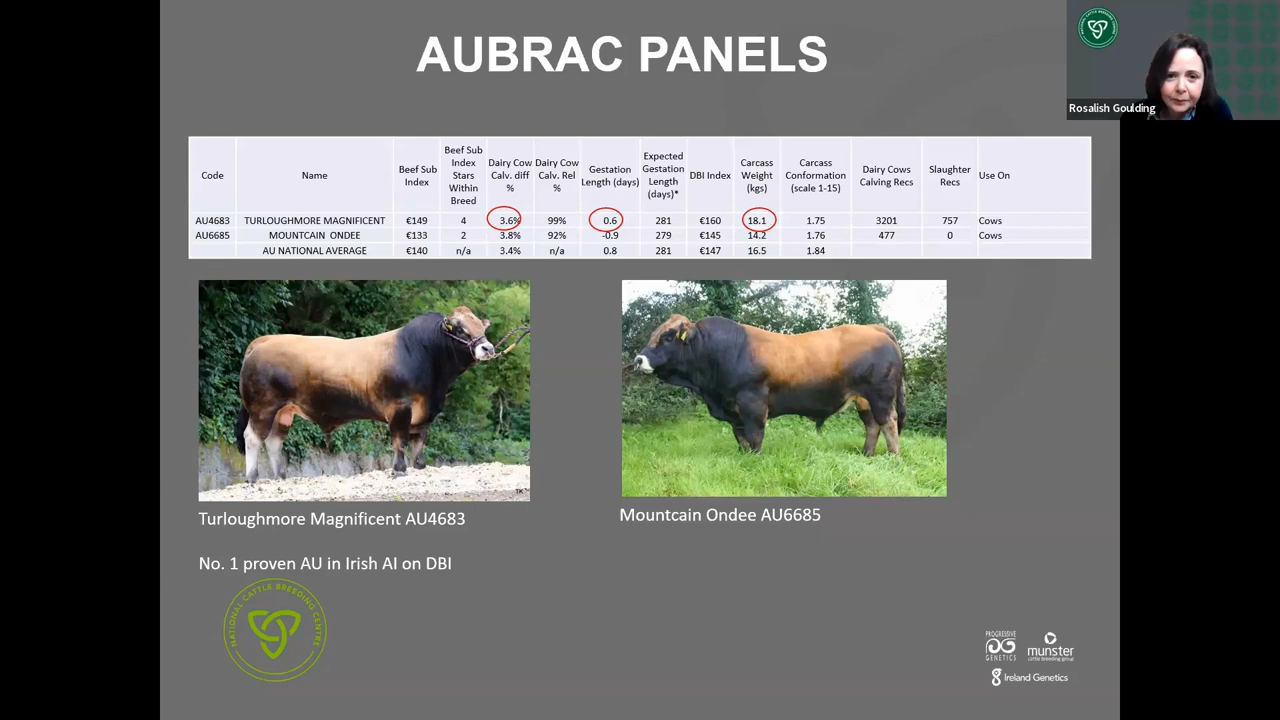 AUBRAC PANELS
Rosalish Goulding
Code Name Beef Sub Index Beef Sub Index Stars Within Breed Dairy Cow Calv. diff % Dairy Cow Calv. Rel % Gestation Length (days) Expected Gestation Length (days)* DBI Index Carcass Weight (kgs) Carcass Conformation (scale 1-15) Dairy Cows Calving Recs Slaughter Recs Use On
AU4683 TURLOUGHMORE MAGNIFICENT €149 4 3.6% 99% 0.6 281 €160 18.1 1.75 3201 757 Cows
AU6685 MOUNTCAIN ONDEE €133 2 3.8% 92% -0.9 279 €145 14.2 1.76 477 0 Cows
AU NATIONAL AVERAGE €140 n/a 3.4% n/a 0.8 281 €147 16.5 1.84
Turloughmore Magnificent AU4683
Mountcain Ondee AU6685
No. 1 proven AU in Irish AI on DBI
NATIONAL CATTLE BREEDING CENTRE
PROGRESSIVE GENETICS
munster
cattle breeding group
Ireland Genetics